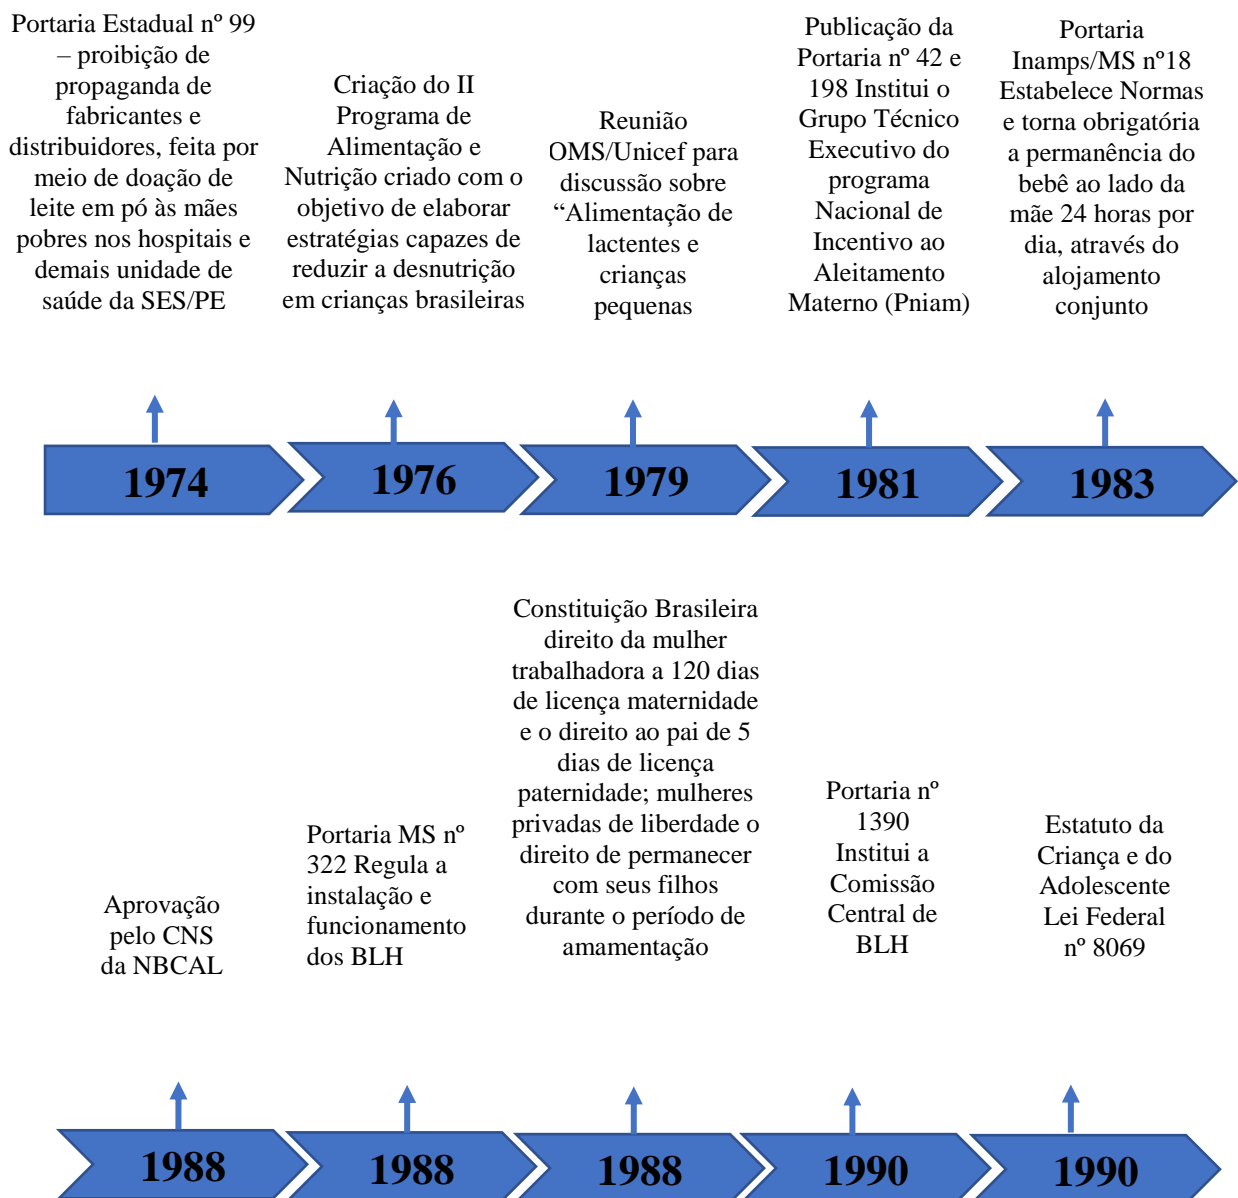 Portaria Estadual nº 99
– proibição de
propaganda de
fabricantes e
distribuidores, feita por
meio de doação de
leite em pó às mães
pobres nos hospitais e
demais unidade de
saúde da SES/PE
Criação do II
Programa de
Alimentação e
Nutrição criado com o
objetivo de elaborar
estratégias capazes de
reduzir a desnutrição
em crianças brasileiras
Reunião
OMS/Unicef para
discussão sobre
“Alimentação de
lactentes e
crianças
pequenas
Publicação da
Portaria nº 42 e
198 Institui o
Grupo Técnico
Executivo do
programa
Nacional de
Incentivo ao
Aleitamento
Materno (Pniam)
Portaria
Inamps/MS nº18
Estabelece Normas
e torna obrigatória
a permanência do
bebê ao lado da
mãe 24 horas por
dia, através do
alojamento
conjunto
1974
1976
1979
1981
1983
Aprovação
pelo CNS
da NBCAL
Portaria MS nº
322 Regula a
instalação e
funcionamento
dos BLH
Constituição Brasileira
direito da mulher
trabalhadora a 120 dias
de licença maternidade
e o direito ao pai de 5
dias de licença
paternidade; mulheres
privadas de liberdade o
direito de permanecer
com seus filhos
durante o período de
amamentação
Portaria nº
1390
Institui a
Comissão
Central de
BLH
Estatuto da
Criança e do
Adolescente
Lei Federal
nº 8069
1988
1988
1988
1990
1990